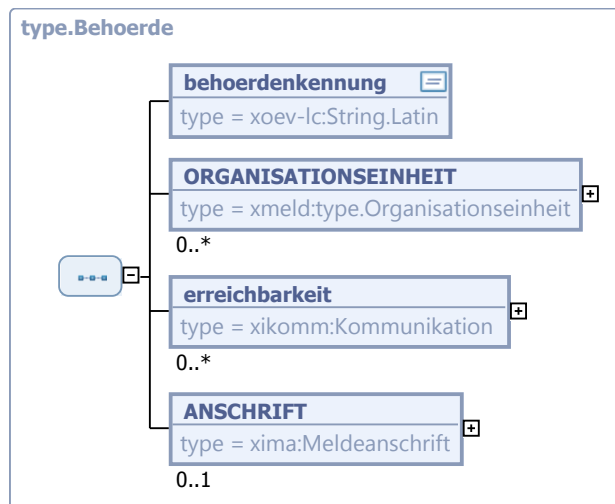 type.Behoerde
behoerdenkennung
type = xoev-lc:String.Latin
ORGANISATIONSEINHEIT
type = xmeld:type.Organisationseinheit
0..*
erreichbarkeit
type = xikomm:Kommunikation
0..*
ANSCHRIFT
type = xima:Meldeanschrift
0..1